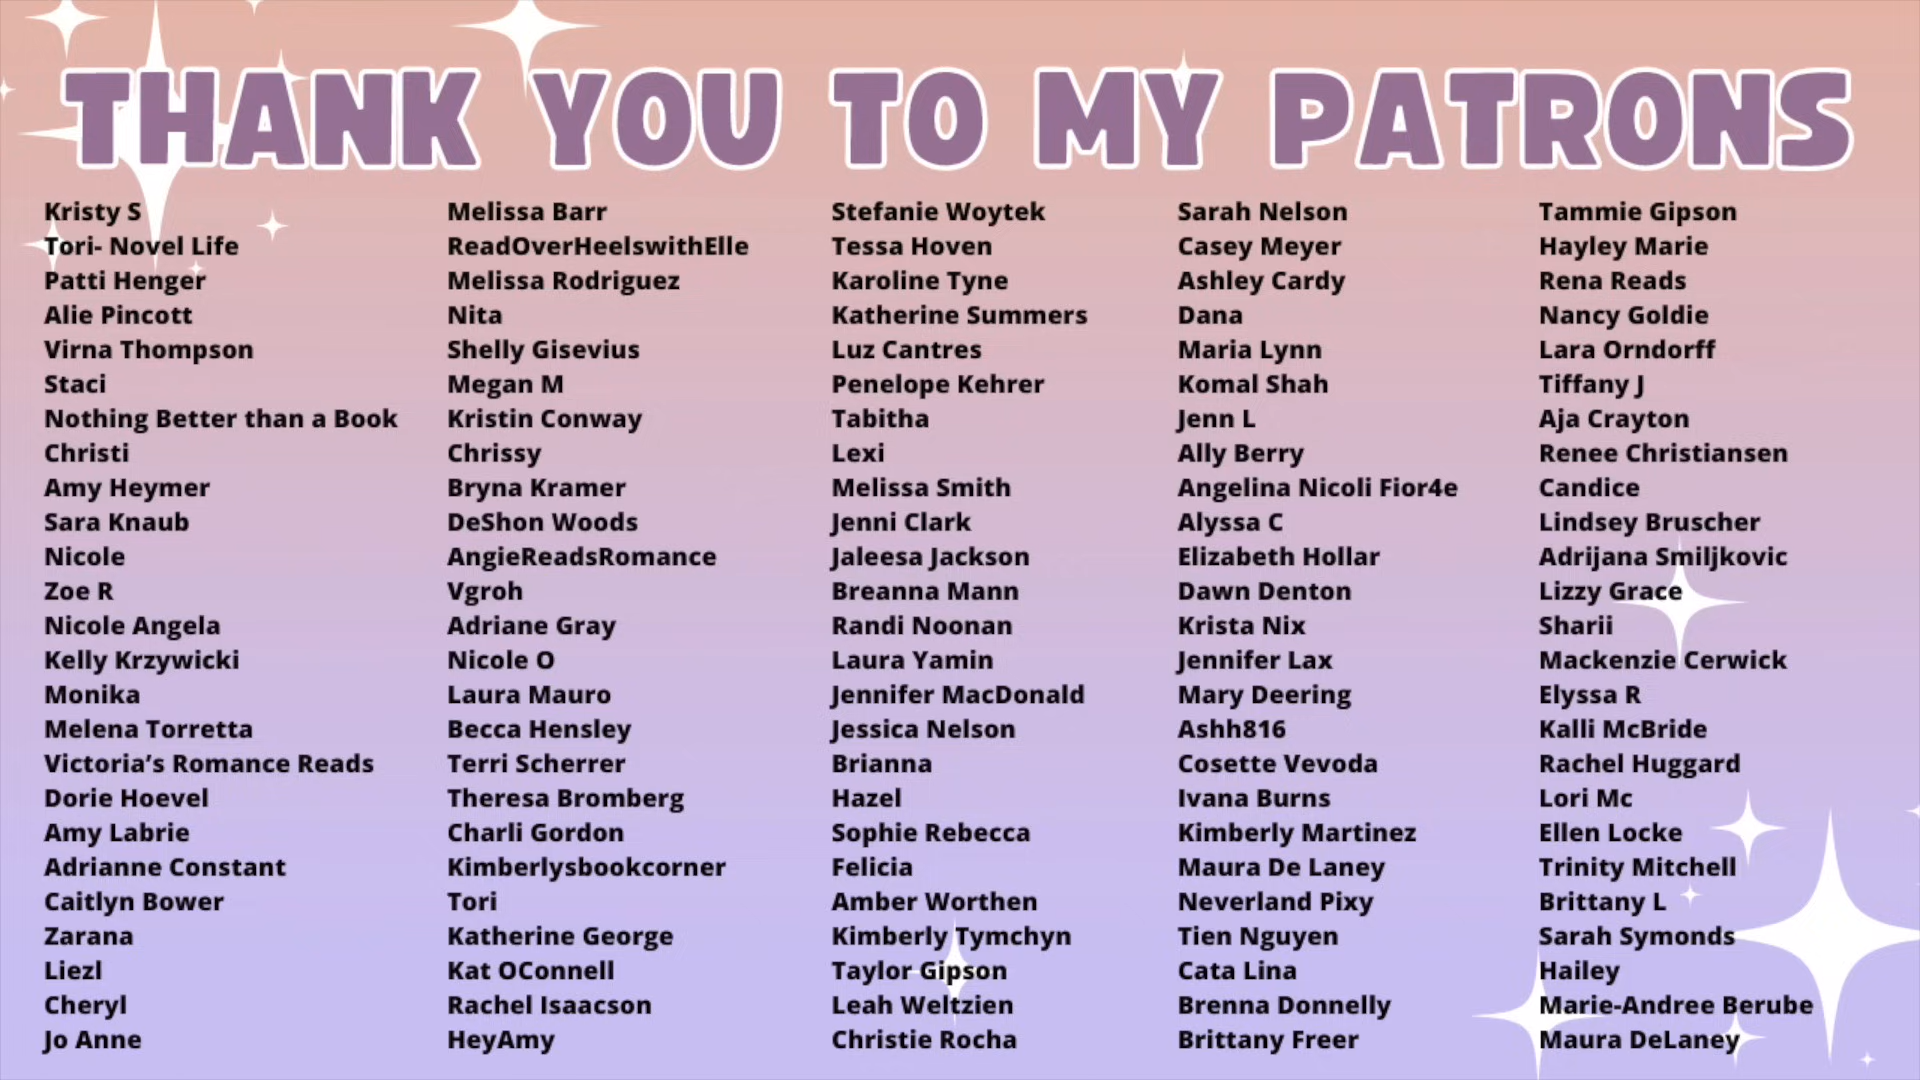 THANK YOU TO MY PATRONS
Kristy S
Tori- Novel Life
Patti Henger
Alie Pincott
Virna Thompson
Staci
Nothing Better than a Book
Christi
Amy Heymer
Sara Knaub
Nicole
Zoe R
Nicole Angela
Kelly Krzywicki
Monika
Melena Torretta
Victoria’s Romance Reads
Dorie Hoevel
Amy Labrie
Adrianne Constant
Caitlyn Bower
Zarana
Liezl
Cheryl
Jo Anne
Melissa Barr
ReadOverHeelswithElle
Melissa Rodriguez
Nita
Shelly Gisevius
Megan M
Kristin Conway
Chrissy
Bryna Kramer
DeShon Woods
AngieReadsRomance
Vgroh
Adriane Gray
Nicole O
Laura Mauro
Becca Hensley
Terri Scherrer
Theresa Bromberg
Charli Gordon
Kimberlysbookcorner
Tori
Katherine George
Kat OConnell
Rachel Isaacson
HeyAmy
Stefanie Woytek
Tessa Hoven
Karoline Tyne
Katherine Summers
Luz Cantres
Penelope Kehrer
Tabitha
Lexi
Melissa Smith
Jenni Clark
Jaleesa Jackson
Breanna Mann
Randi Noonan
Laura Yamin
Jennifer MacDonald
Jessica Nelson
Brianna
Hazel
Sophie Rebecca
Felicia
Amber Worthen
Kimberly Tymchyn
Taylor Gipson
Leah Weltzien
Christie Rocha
Sarah Nelson
Casey Meyer
Ashley Cardy
Dana
Maria Lynn
Komal Shah
Jenn L
Ally Berry
Angelina Nicoli Fior4e
Alyssa C
Elizabeth Hollar
Dawn Denton
Krista Nix
Jennifer Lax
Mary Deering
Ashh816
Cosette Vevoda
Ivana Burns
Kimberly Martinez
Maura De Laney
Neverland Pixy
Tien Nguyen
Cata Lina
Brenna Donnelly
Brittany Freer
Tammie Gipson
Hayley Marie
Rena Reads
Nancy Goldie
Lara Orndorff
Tiffany J
Aja Crayton
Renee Christiansen
Candice
Lindsey Bruscher
Adrijana Smiljkovic
Lizzy Grace
Sharii
Mackenzie Cerwick
Elyssa R
Kalli McBride
Rachel Huggard
Lori Mc
Ellen Locke
Trinity Mitchell
Brittany L
Sarah Symonds
Hailey
Marie-Andree Berube
Maura DeLaney